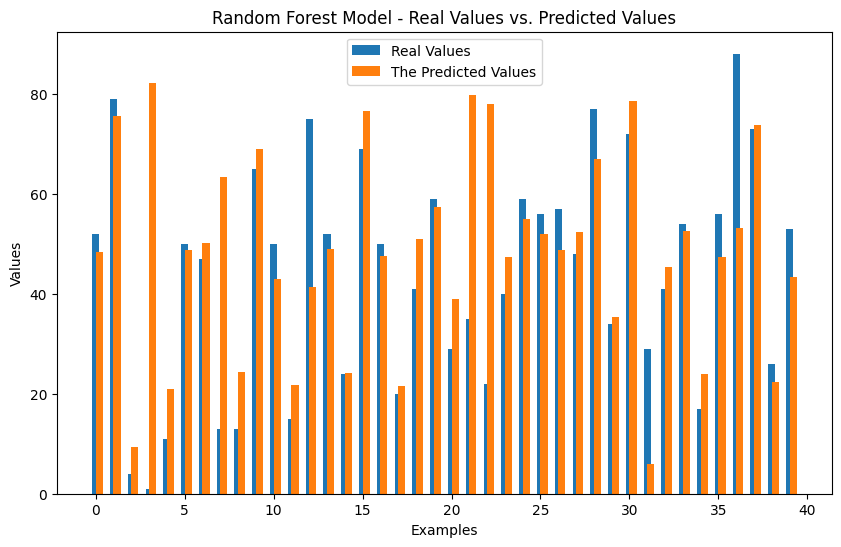 Random Forest Model - Real Values vs. Predicted Values
Real Values
The Predicted Values
80
60
40
20
0
Values
0 5 10 15 20 25 30 35 40
Examples